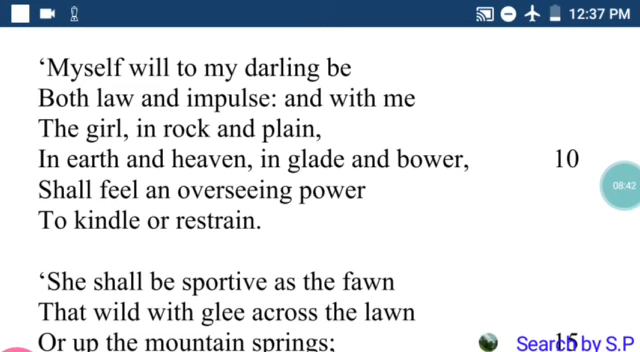 12:37 PM
‘Myself will to my darling be
Both law and impulse: and with me
The girl, in rock and plain,
In earth and heaven, in glade and bower, 10
Shall feel an overseeing power
08:42
To kindle or restrain.
‘She shall be sportive as the fawn
That wild with glee across the lawn
Or up the mountain springs; 15
Search by S.P